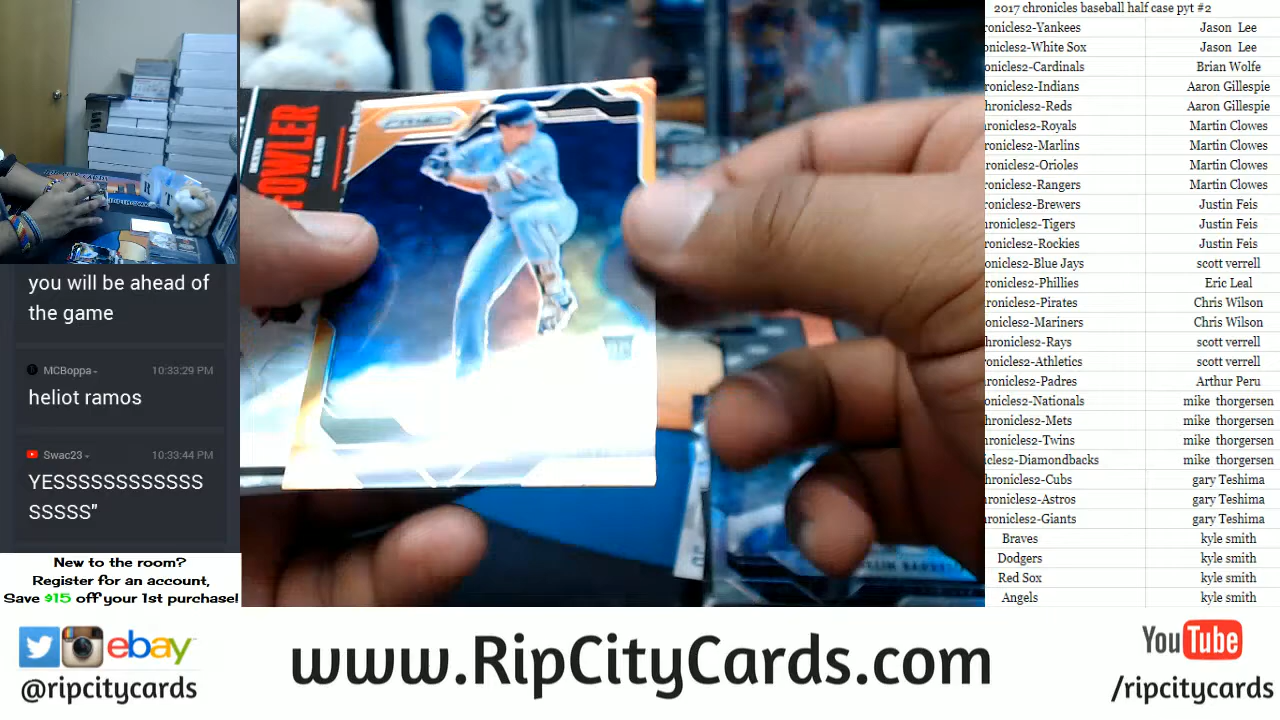 2017 chronicles baseball half case pyt #2
ronicles2-Yankees Jason Lee
onicles2-White Sox Jason Lee
onicles2-Cardinals Brian Wolfe
hronicles2-Indians Aaron Gillespie
hronicles2-Reds Aaron Gillespie
ronicles2-Royals Martin Clowes
ronicles2-Marlins Martin Clowes
ronicles2-Orioles Martin Clowes
ronicles2-Rangers Martin Clowes
ronicles2-Brewers Justin Feis
ronicles2-Tigers Justin Feis
ronicles2-Rockies Justin Feis
ronicles2-Blue Jays scott verrell
ronicles2-Phillies Eric Leal
ronicles2-Pirates Chris Wilson
ronicles2-Mariners Chris Wilson
hronicles2-Rays scott verrell
ronicles2-Athletics scott verrell
ronicles2-Padres Arthur Peru
onicles2-Nationals mike thorgersen
hronicles2-Mets mike thorgersen
ronicles2-Twins mike thorgersen
icles2-Diamondbacks mike thorgersen
hronicles2-Cubs gary Teshima
ronicles2-Astros gary Teshima
ronicles2-Giants gary Teshima
Braves kyle smith
Dodgers kyle smith
Red Sox kyle smith
Angels kyle smith
FOWLER
PRIZM
you will be ahead of
the game
MCBoppa 10:33:29 PM
heliot ramos
Swac23 10:33:44 PM
YESSSSSSSSSSSS
SSSSS"
New to the room?
Register for an account,
Save $15 off your 1st purchase!
ebay
@ripcitycards
www.RipCityCards.com
YouTube
/ripcitycards